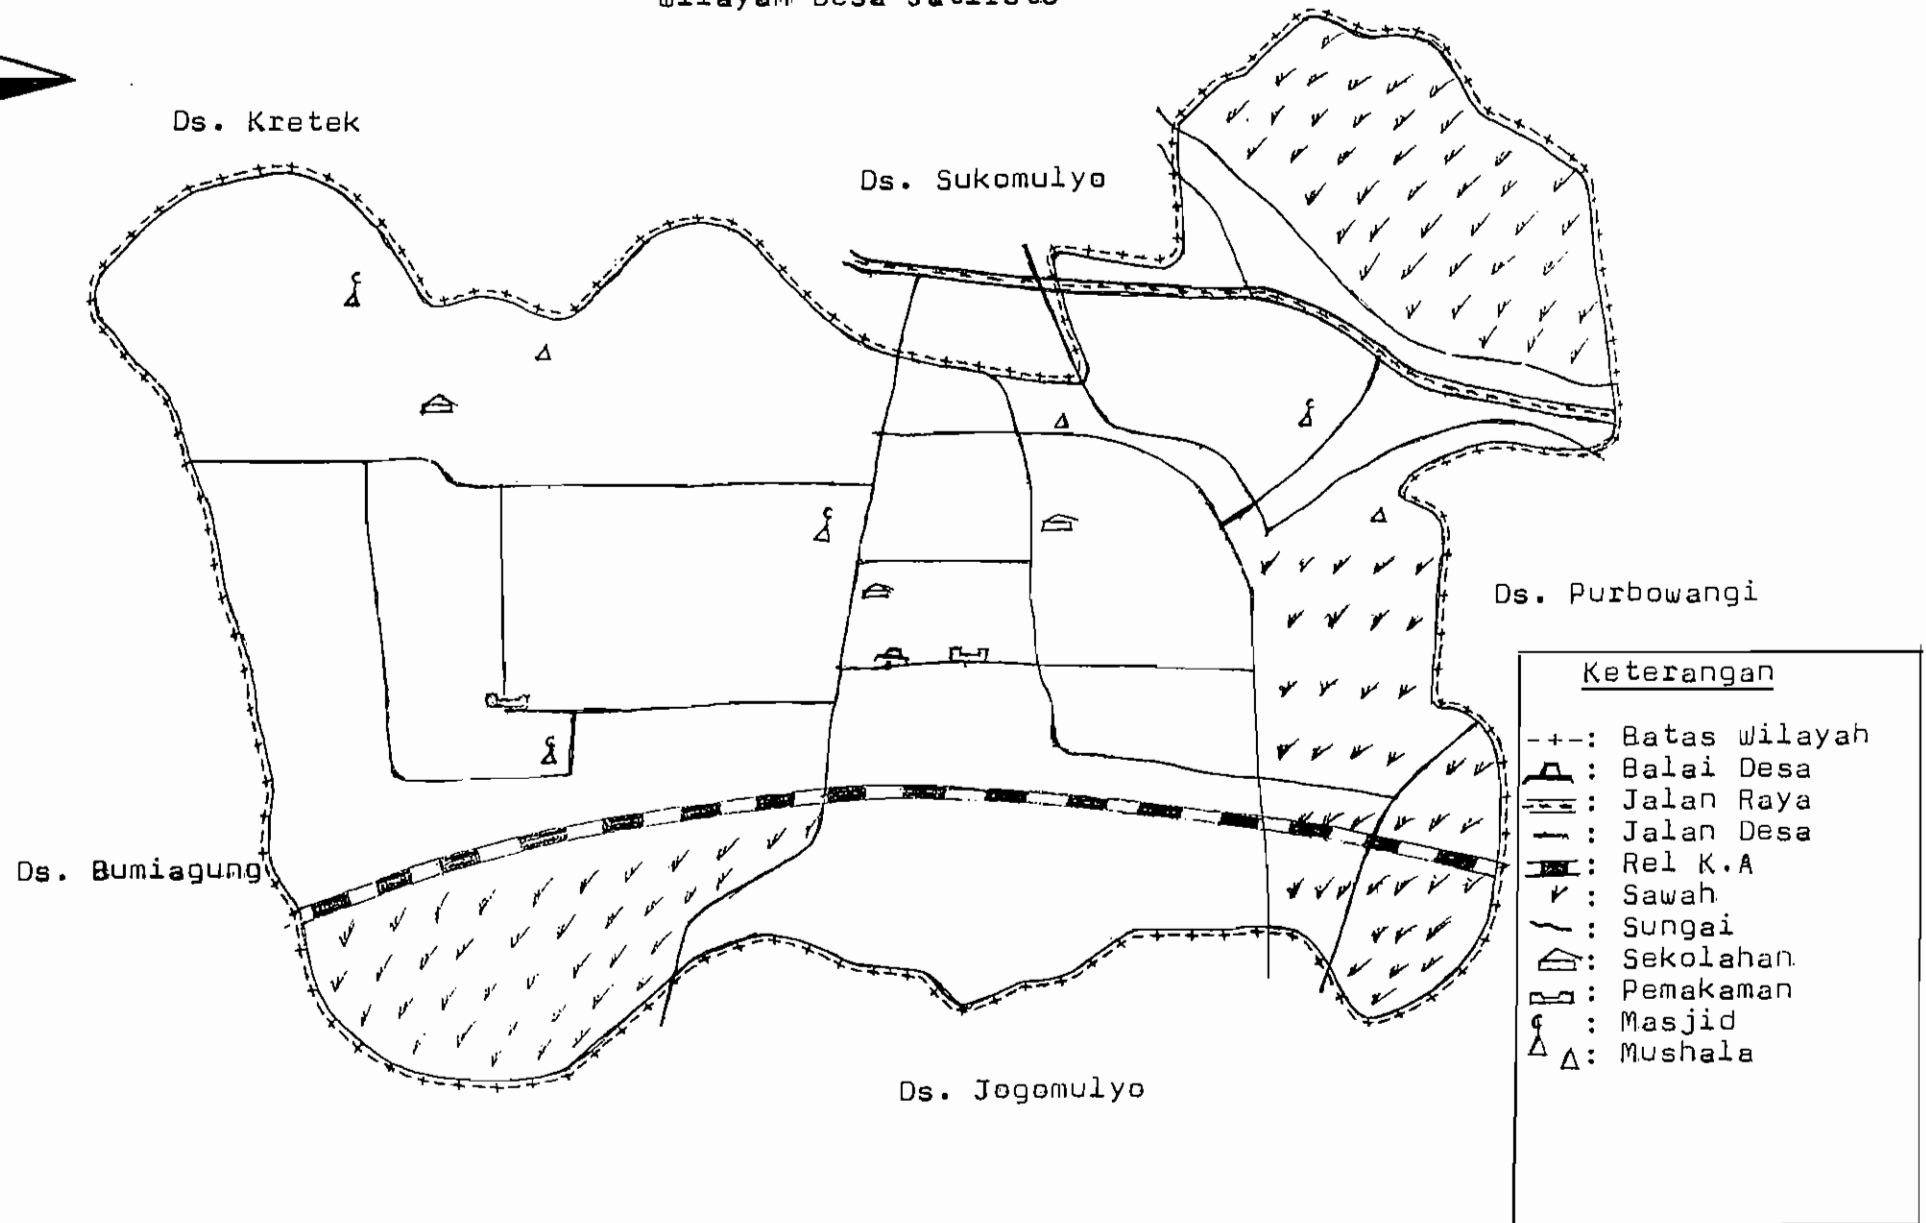 Ds. Kretek
Ds. Sukomulyo
Ds. Purbowangi
Ds. Bumiagung
Ds. Jogomulyo
Keterangan
-+-: Batas Wilayah
: Balai Desa
: Jalan Raya
: Jalan Desa
: Rel K.A
: Sawah
: Sungai
: Sekolahan
: Pemakaman
: Masjid
: Mushala